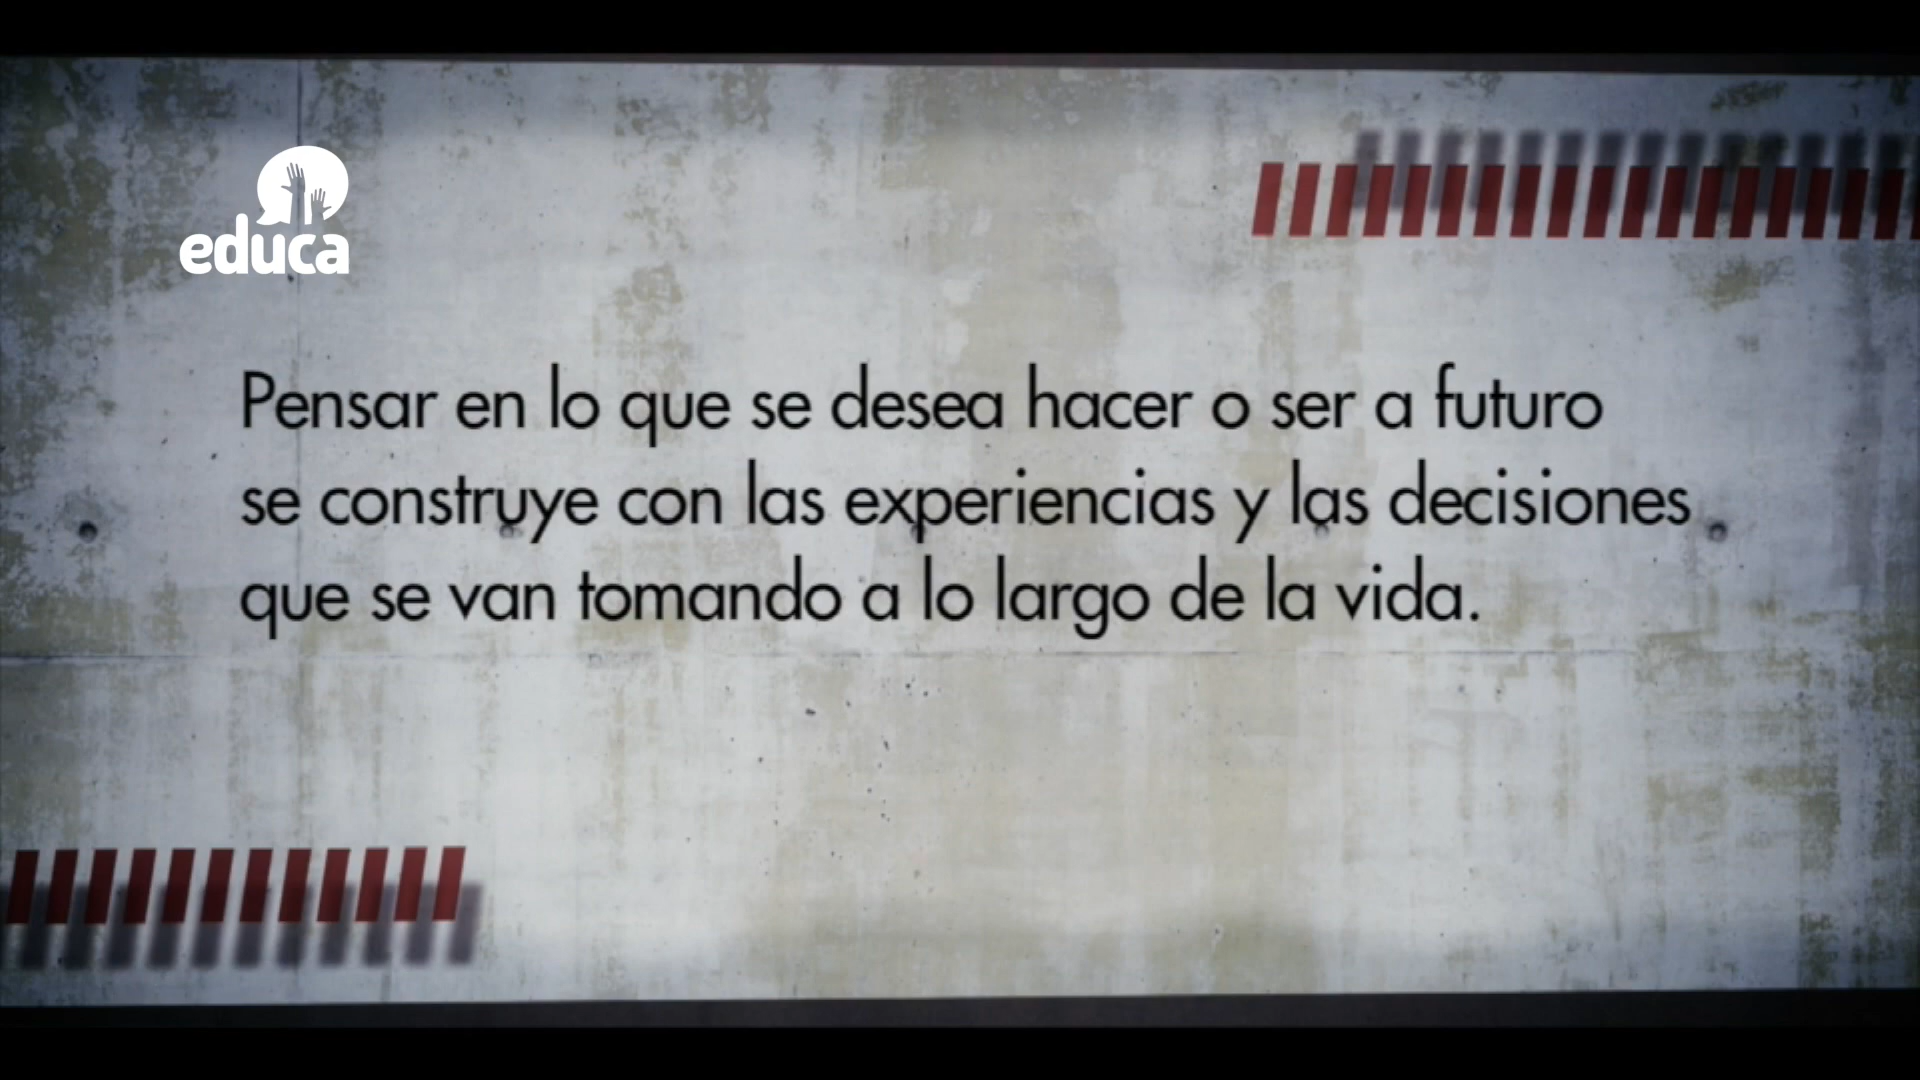 educa
Pensar en lo que se desea hacer o ser a futuro
se construye con las experiencias y las decisiones
que se van tomando a lo largo de la vida.